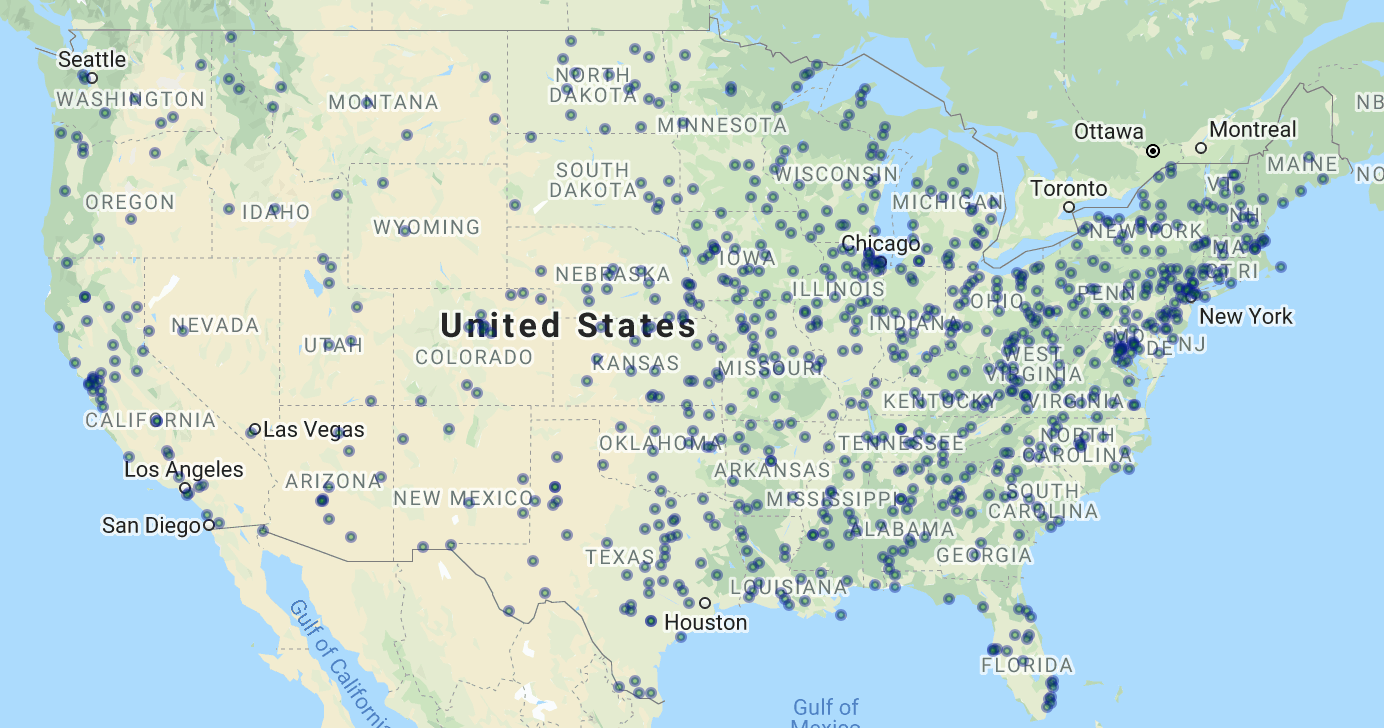 Seattle
WASHINGTON
MONTANA
NORTH
DAKOTA
MINNESOTA
Ottawa
Montreal
NB
MAINE
NO
OREGON
IDAHO
WYOMING
SOUTH
DAKOTA
WISCONSIN
MICHIGAN
Toronto
VT
NH
NEW YORK
MA
CT RI
Chicago
IOWA
NEBRASKA
ILLINOIS
INDIANA
OHIO
PENN
New York
NEVADA
UTAH
COLORADO
United States
KANSAS
MISSOURI
WEST
VIRGINIA
MD
DE NJ
KENTUCKY
VIRGINIA
CALIFORNIA
Las Vegas
Los Angeles
San Diego
ARIZONA
NEW MEXICO
OKLAHOMA
ARKANSAS
TENNESSEE
NORTH
CAROLINA
MISSISSIPPI
ALABAMA
SOUTH
CAROLINA
GEORGIA
TEXAS
LOUISIANA
Houston
FLORIDA
Gulf of California
Gulf of
Mexico